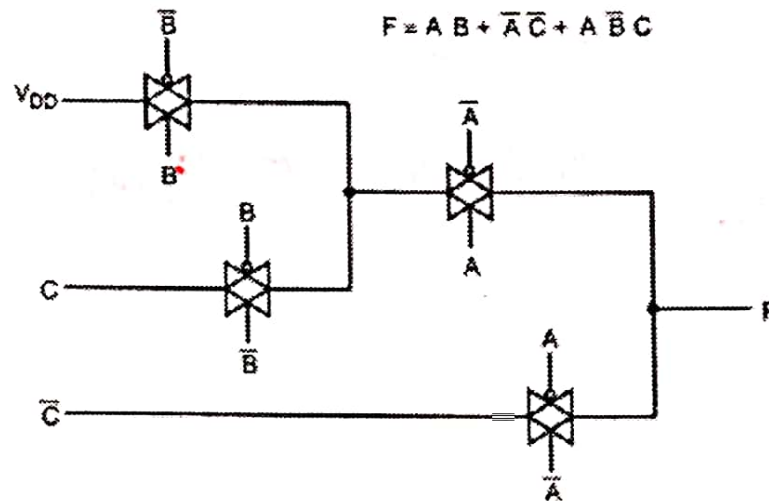 B̅
F = A B + A̅ C̅ + A B̅ C
V_DD
A̅
B
B
A
C
F
B̅
A
C̅
A̅